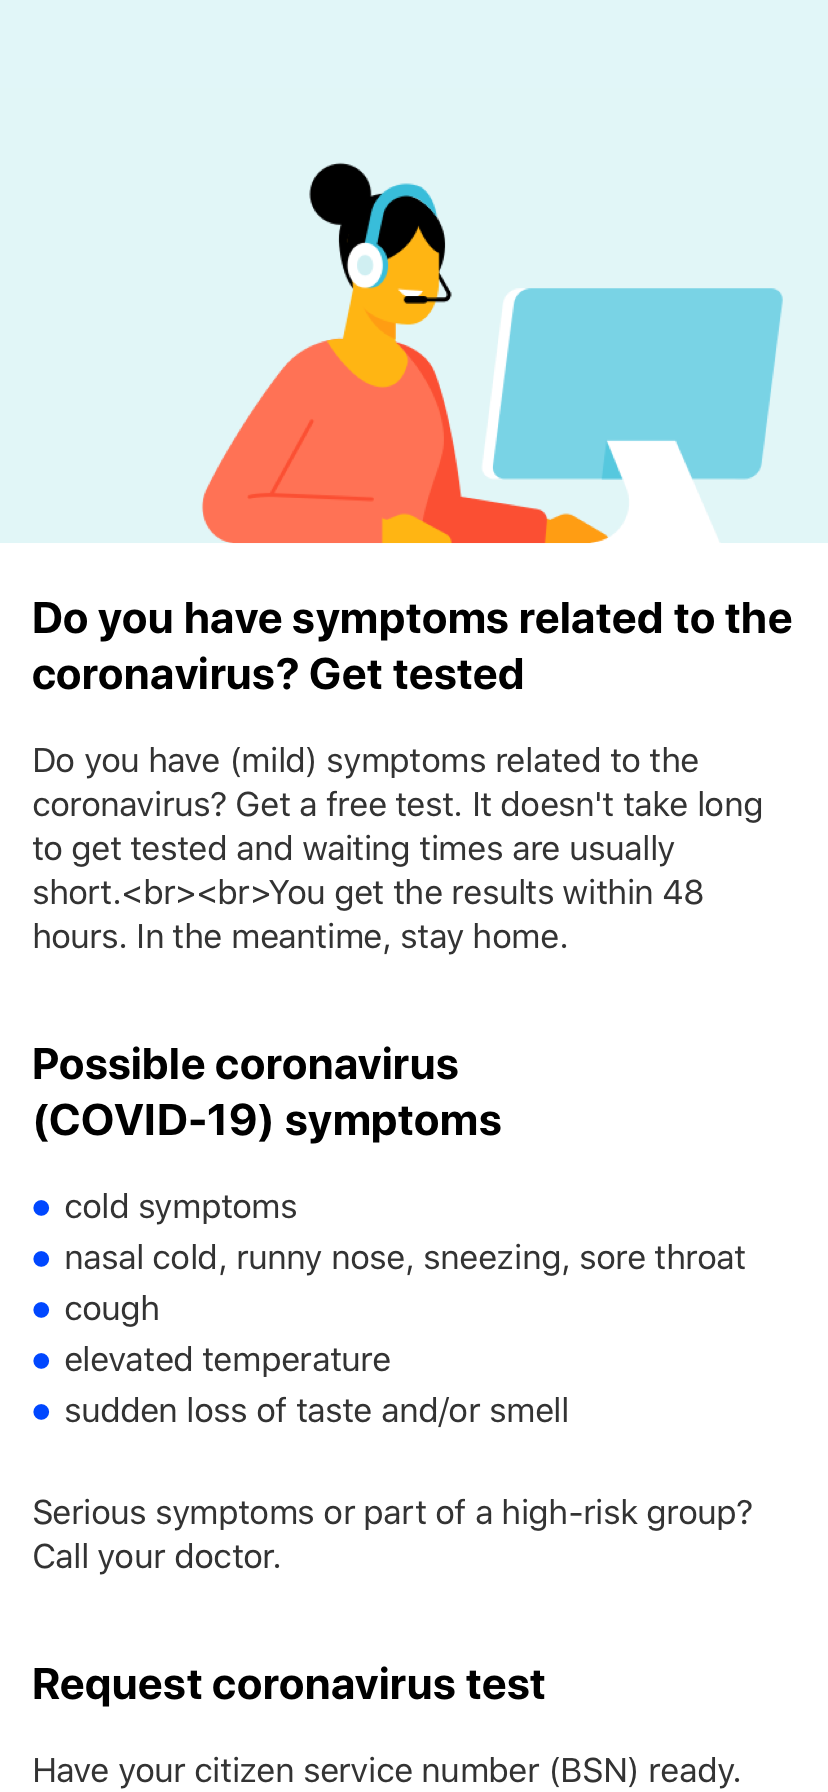 Do you have symptoms related to the
coronavirus? Get tested
Do you have (mild) symptoms related to the
coronavirus? Get a free test. It doesn't take long
to get tested and waiting times are usually
short.<br><br>You get the results within 48
hours. In the meantime, stay home.
Possible coronavirus
(COVID-19) symptoms
cold symptoms
nasal cold, runny nose, sneezing, sore throat
cough
elevated temperature
sudden loss of taste and/or smell
Serious symptoms or part of a high-risk group?
Call your doctor.
Request coronavirus test
Have your citizen service number (BSN) ready.